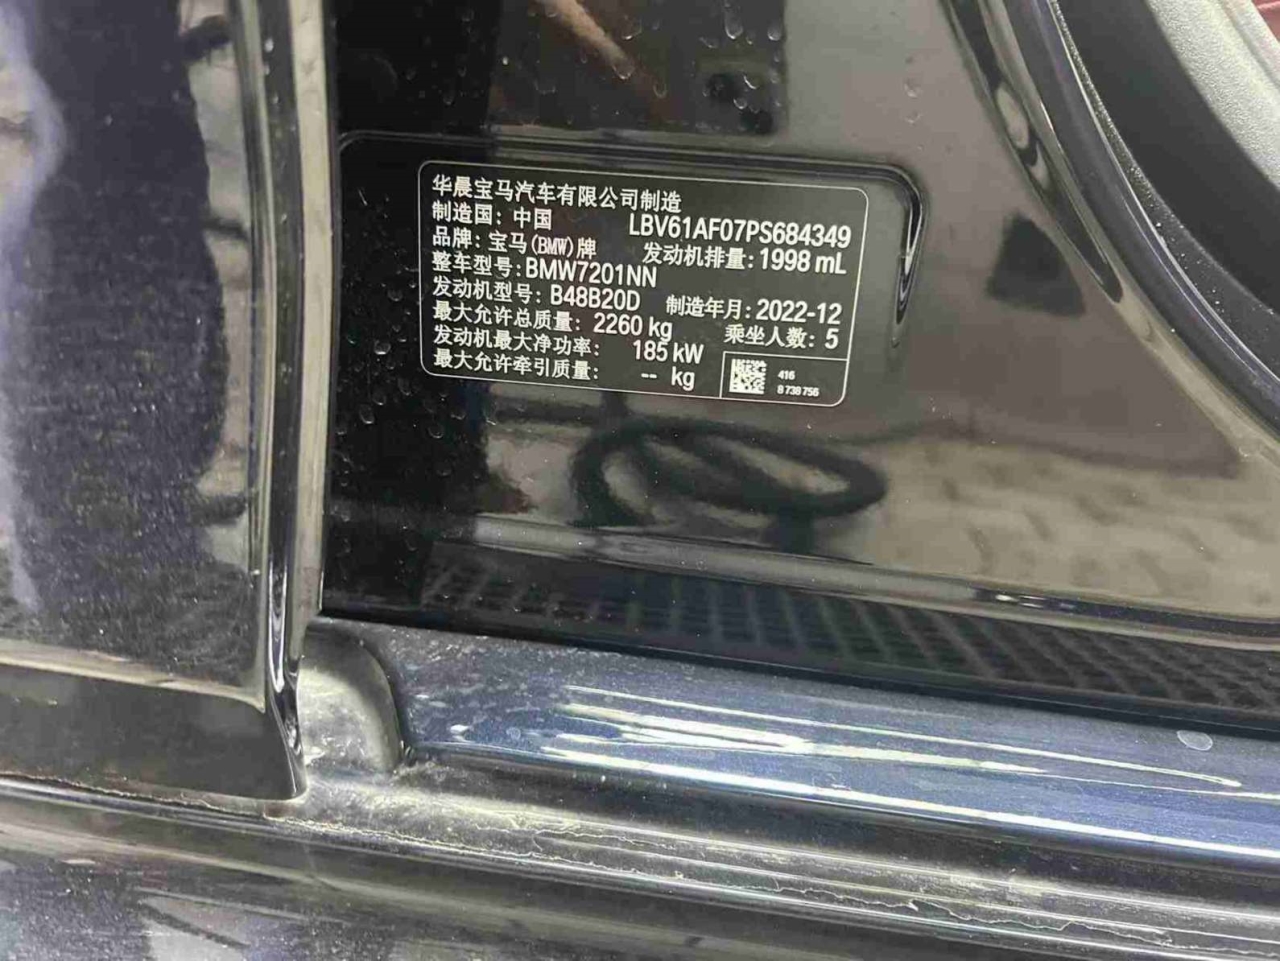 华晨宝马汽车有限公司制造
制造国：中国 LBV61AF07PS684349
品牌：宝马(BMW)牌 发动机排量：1998 mL
整车型号：BMW7201NN
发动机型号：B48B20D 制造年月：2022-12
最大允许总质量：2260 kg 乘坐人数：5
发动机最大净功率：185 kW
最大允许牵引质量：-- kg
416
8 738 756